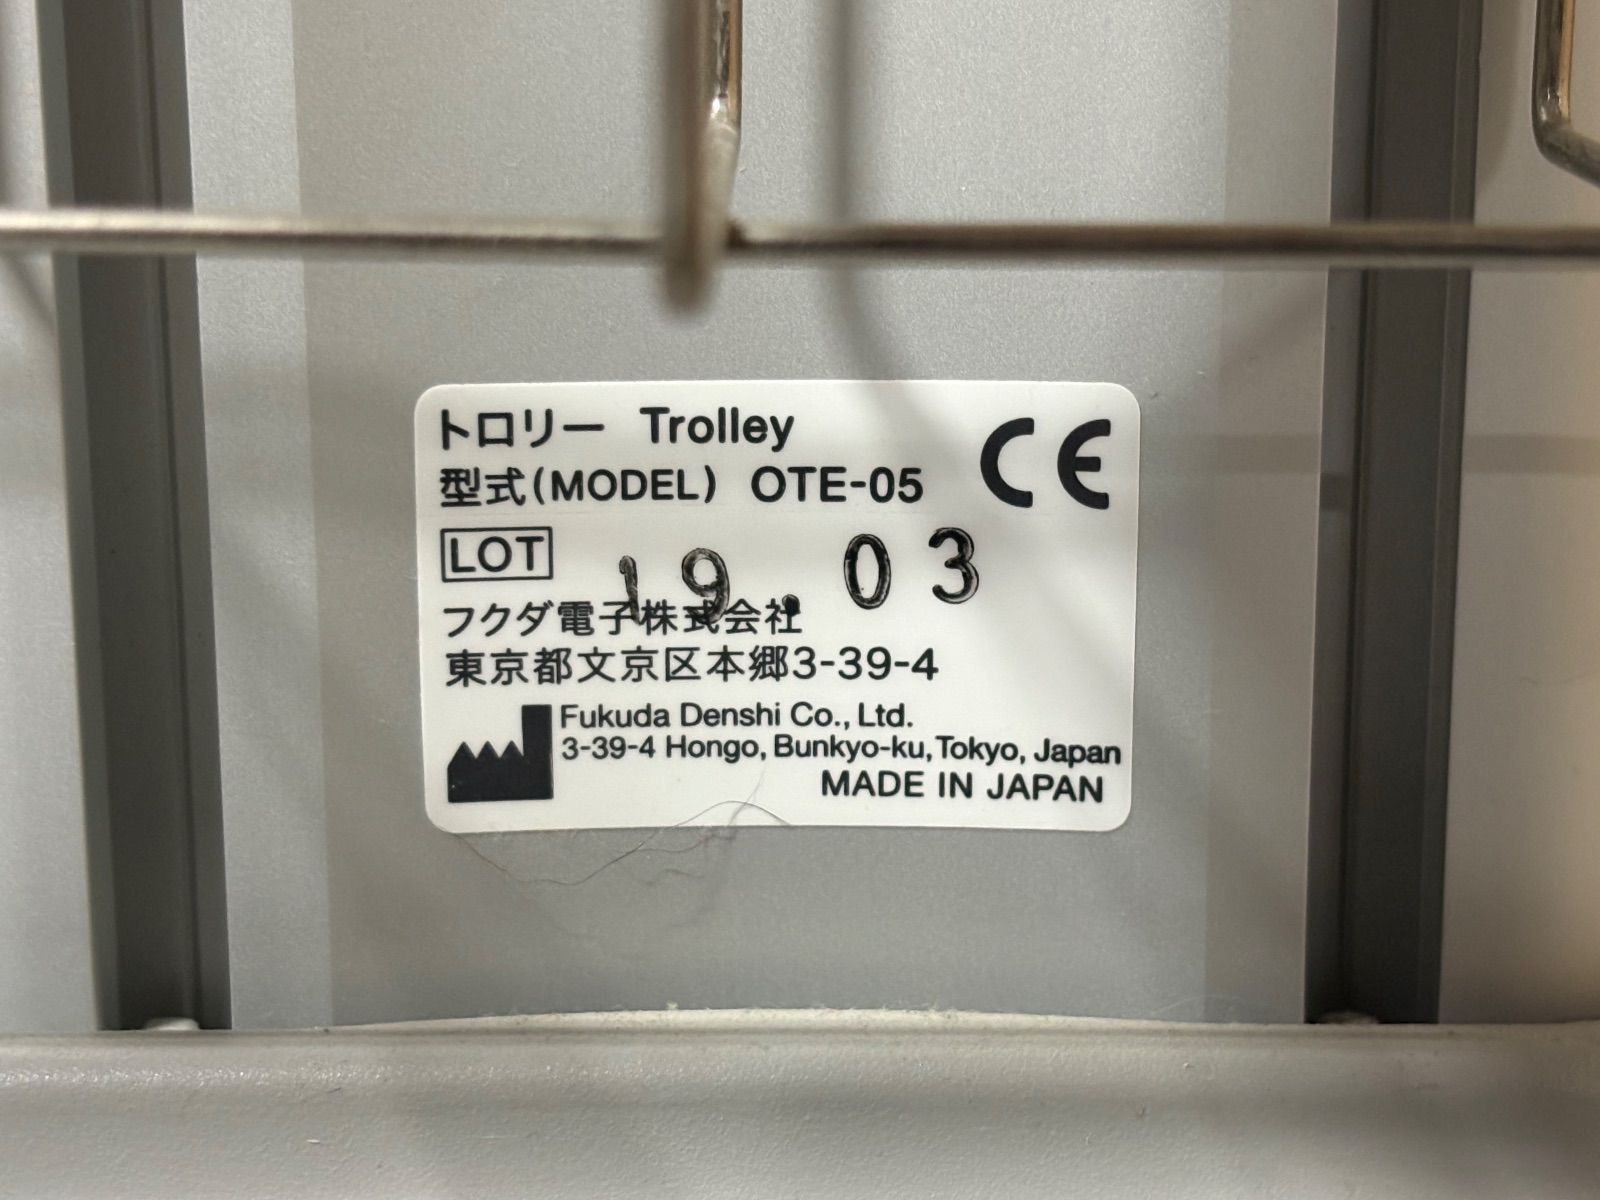 トロリー Trolley
型式(MODEL) OTE-05
CE
LOT 19.03
フクダ電子株式会社
東京都文京区本郷3-39-4
Fukuda Denshi Co., Ltd.
3-39-4 Hongo, Bunkyo-ku, Tokyo, Japan
MADE IN JAPAN